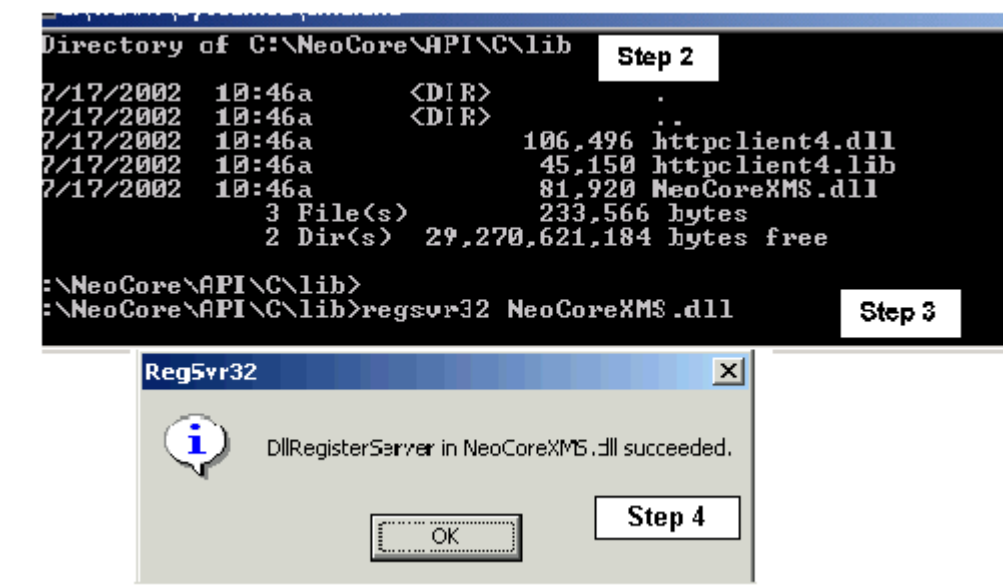 Directory of C:\NeoCore\API\C\lib
Step 2
7/17/2002 10:46a <DIR> .
7/17/2002 10:46a <DIR> ..
7/17/2002 10:46a 106,496 httpclient4.dll
7/17/2002 10:46a 45,150 httpclient4.lib
7/17/2002 10:46a 81,920 NeoCoreXMS.dll
3 File(s) 233,566 bytes
2 Dir(s) 29,270,621,184 bytes free
:\NeoCore\API\C\lib>
:\NeoCore\API\C\lib>regsvr32 NeoCoreXMS.dll
Step 3
RegSvr32
DllRegisterServer in NeoCoreXMS.dll succeeded.
OK
Step 4